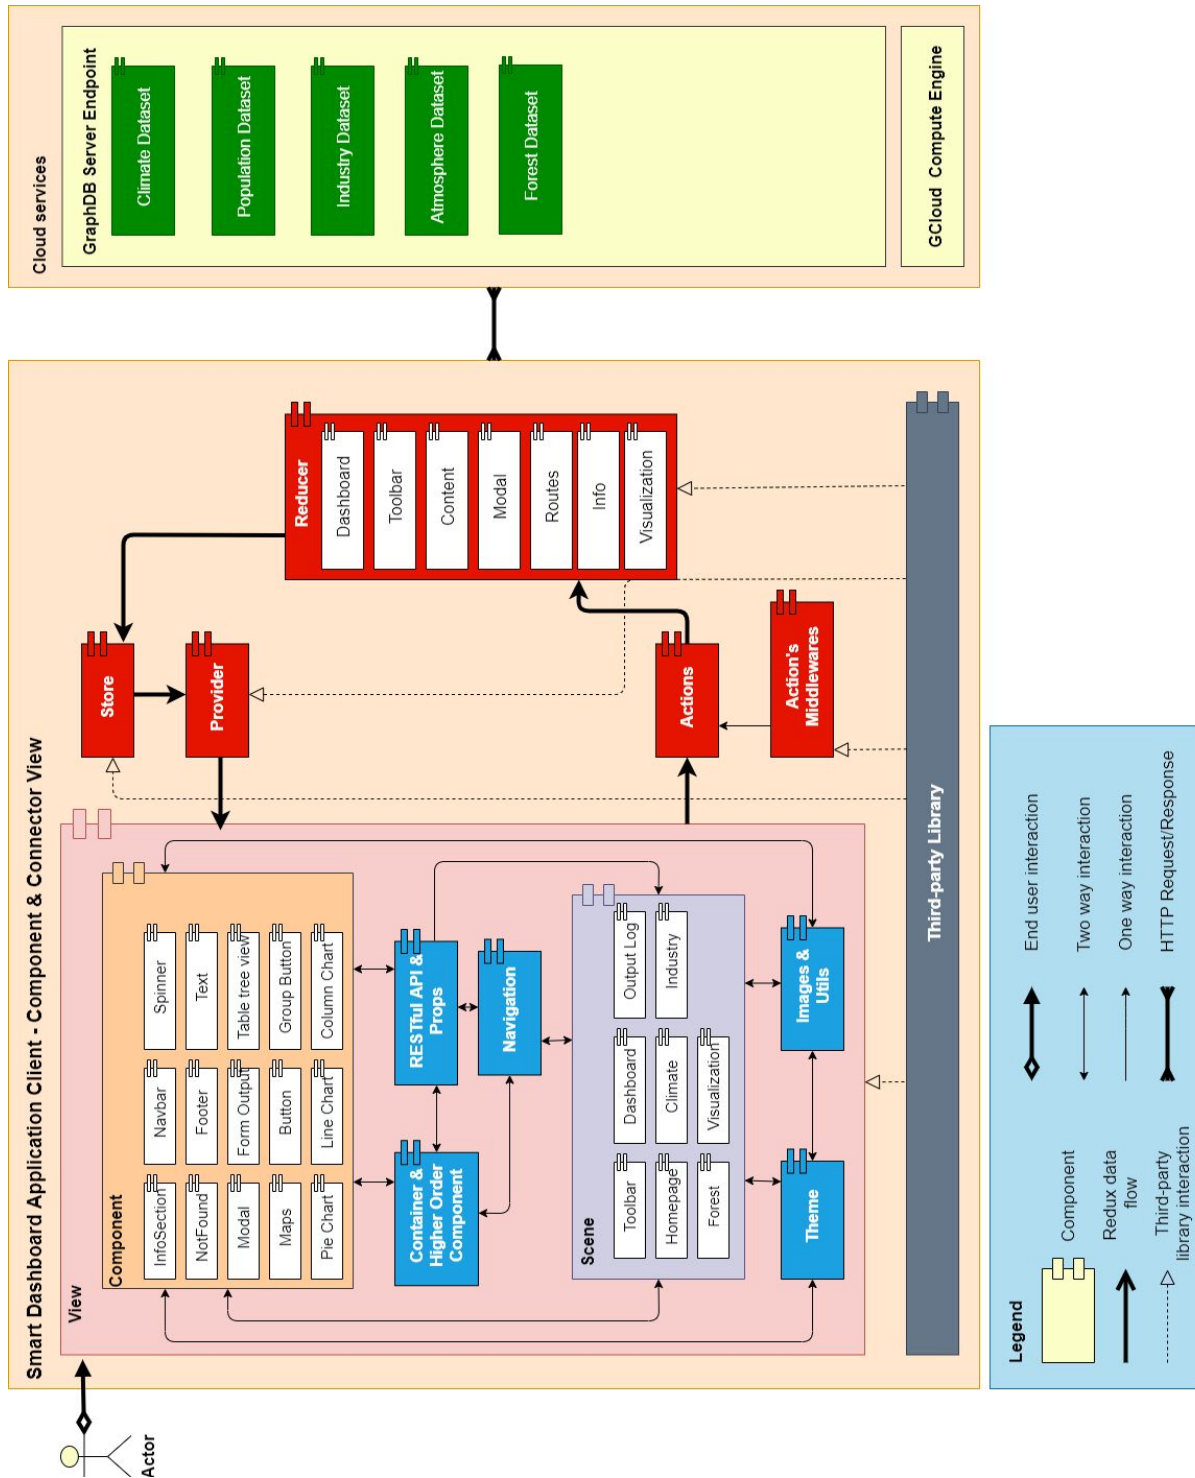 Smart Dashboard Application Client - Component & Connector View
Actor
View
Component
InfoSection
Navbar
Spinner
NotFound
Footer
Text
Modal
Form Output
Table tree view
Maps
Button
Group Button
Pie Chart
Line Chart
Column Chart
Container &
Higher Order
Component
RESTful API &
Props
Navigation
Scene
Toolbar
Dashboard
Output Log
Homepage
Climate
Industry
Forest
Visualization
Theme
Images &
Utils
Store
Provider
Actions
Action's
Middlewares
Reducer
Dashboard
Toolbar
Content
Modal
Routes
Info
Visualization
Third-party Library
Cloud services
GraphDB Server Endpoint
Climate Dataset
Population Dataset
Industry Dataset
Atmosphere Dataset
Forest Dataset
GCloud Compute Engine
Legend
Component
Redux data
flow
Third-party
library interaction
End user interaction
Two way interaction
One way interaction
HTTP Request/Response